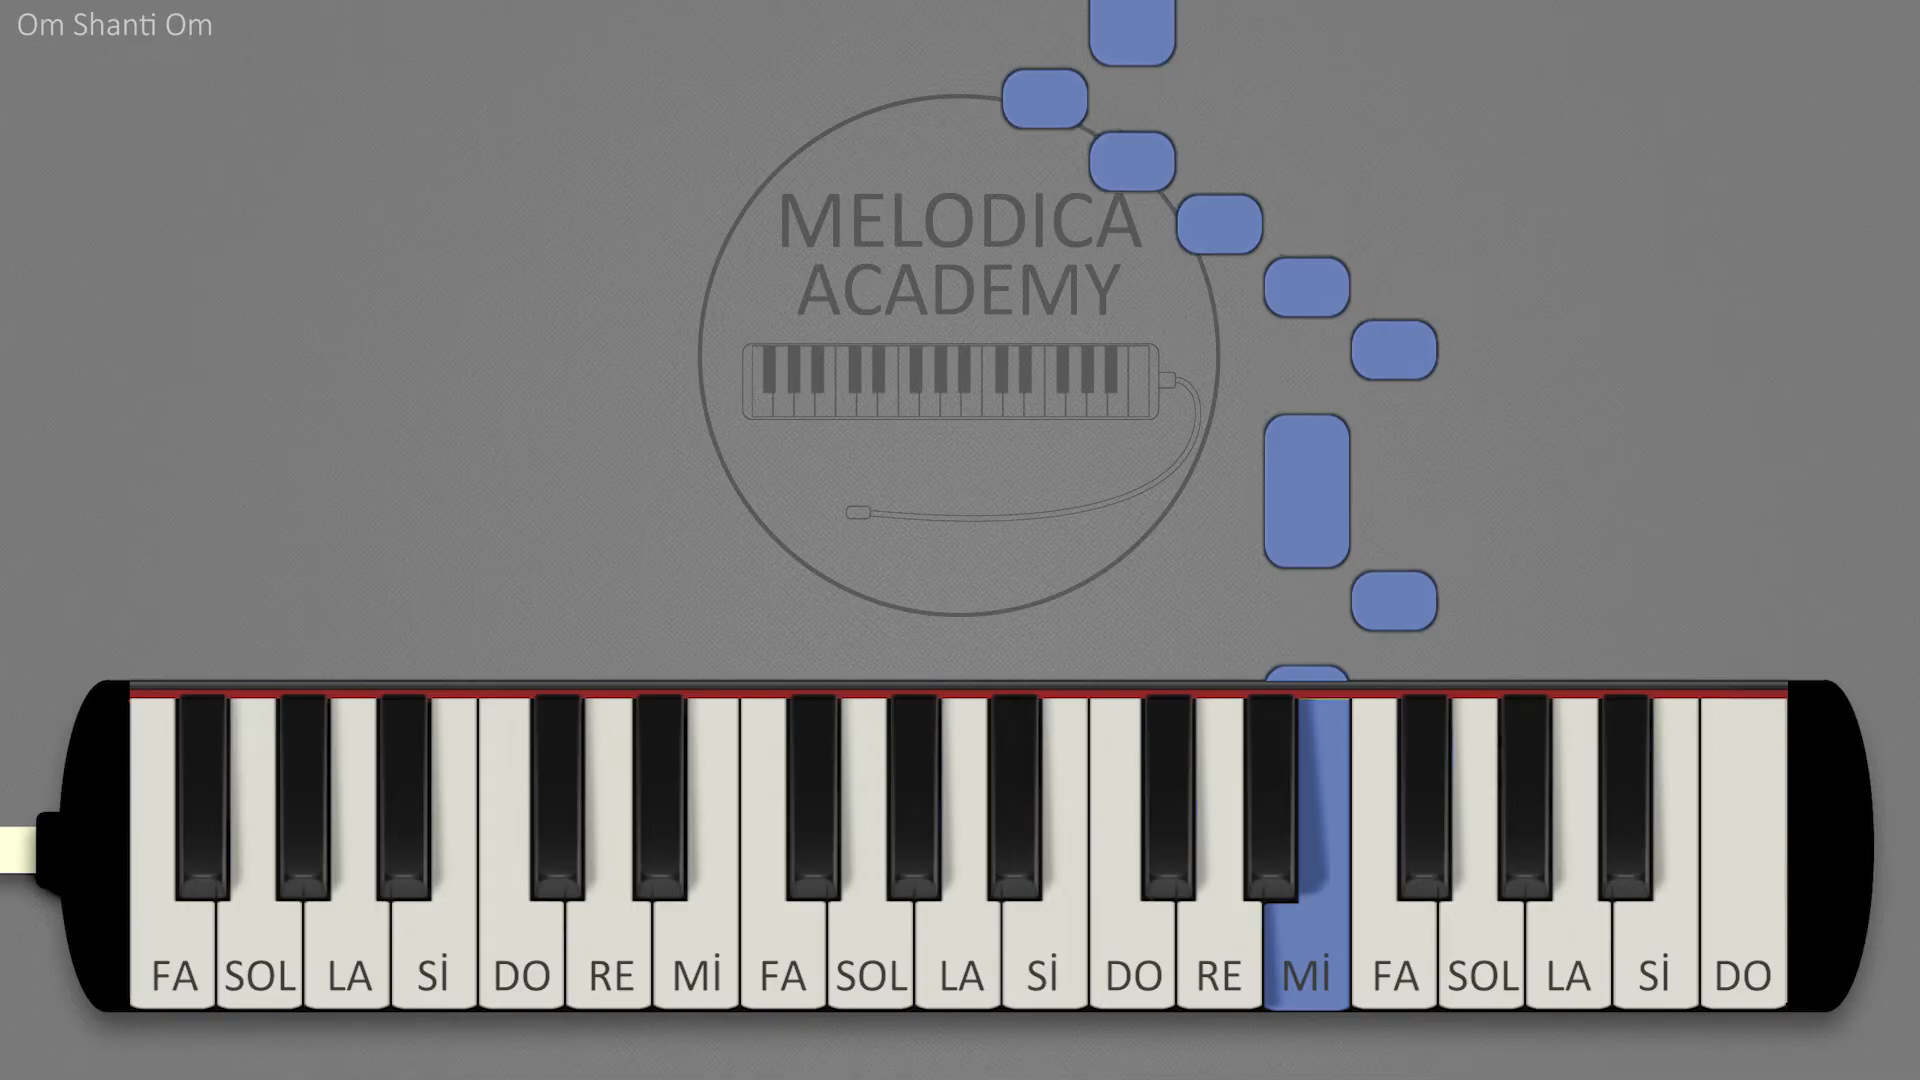 Om Shanti Om
MELODICA
ACADEMY
FA SOL LA Sİ DO RE Mİ FA SOL LA Sİ DO RE Mİ FA SOL LA Sİ DO